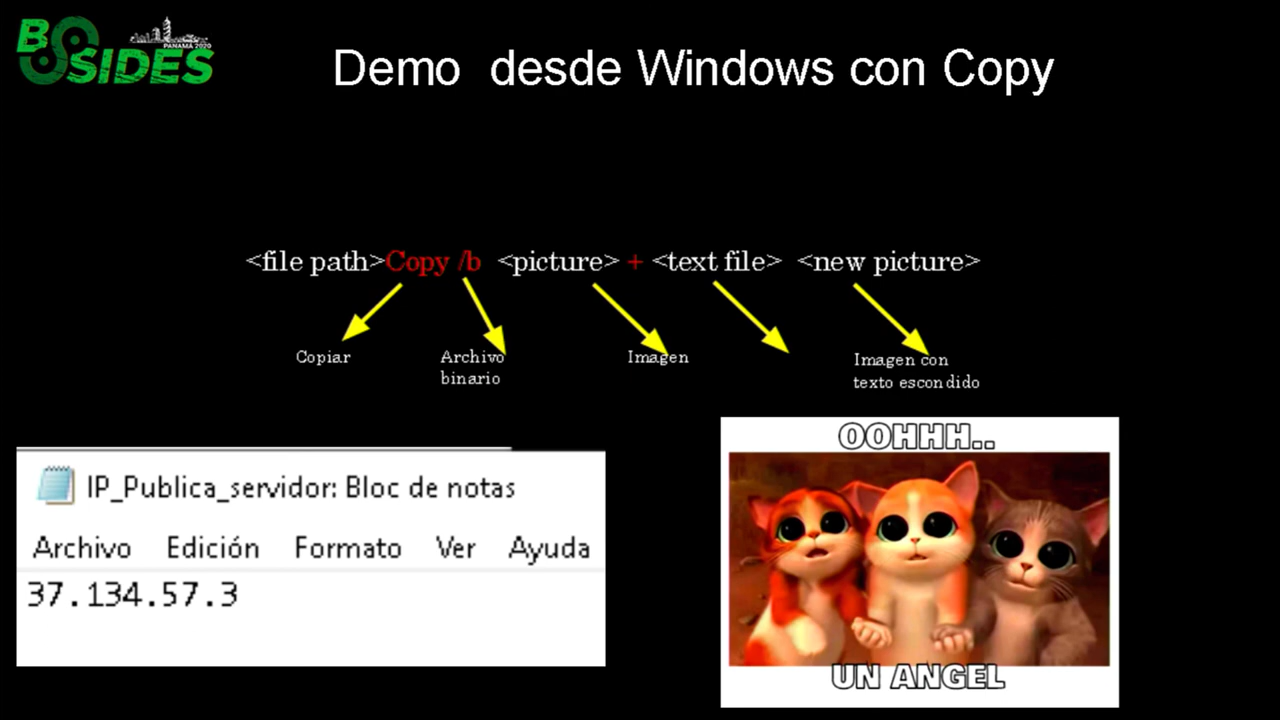 BSIDES
PANAMÁ 2020
Demo desde Windows con Copy
<file path>Copy /b <picture> + <text file> <new picture>
Copiar
Archivo
binario
Imagen
Imagen con
texto escondido
IP_Publica_servidor: Bloc de notas
Archivo Edición Formato Ver Ayuda
37.134.57.3
OOHHH..
UN ANGEL